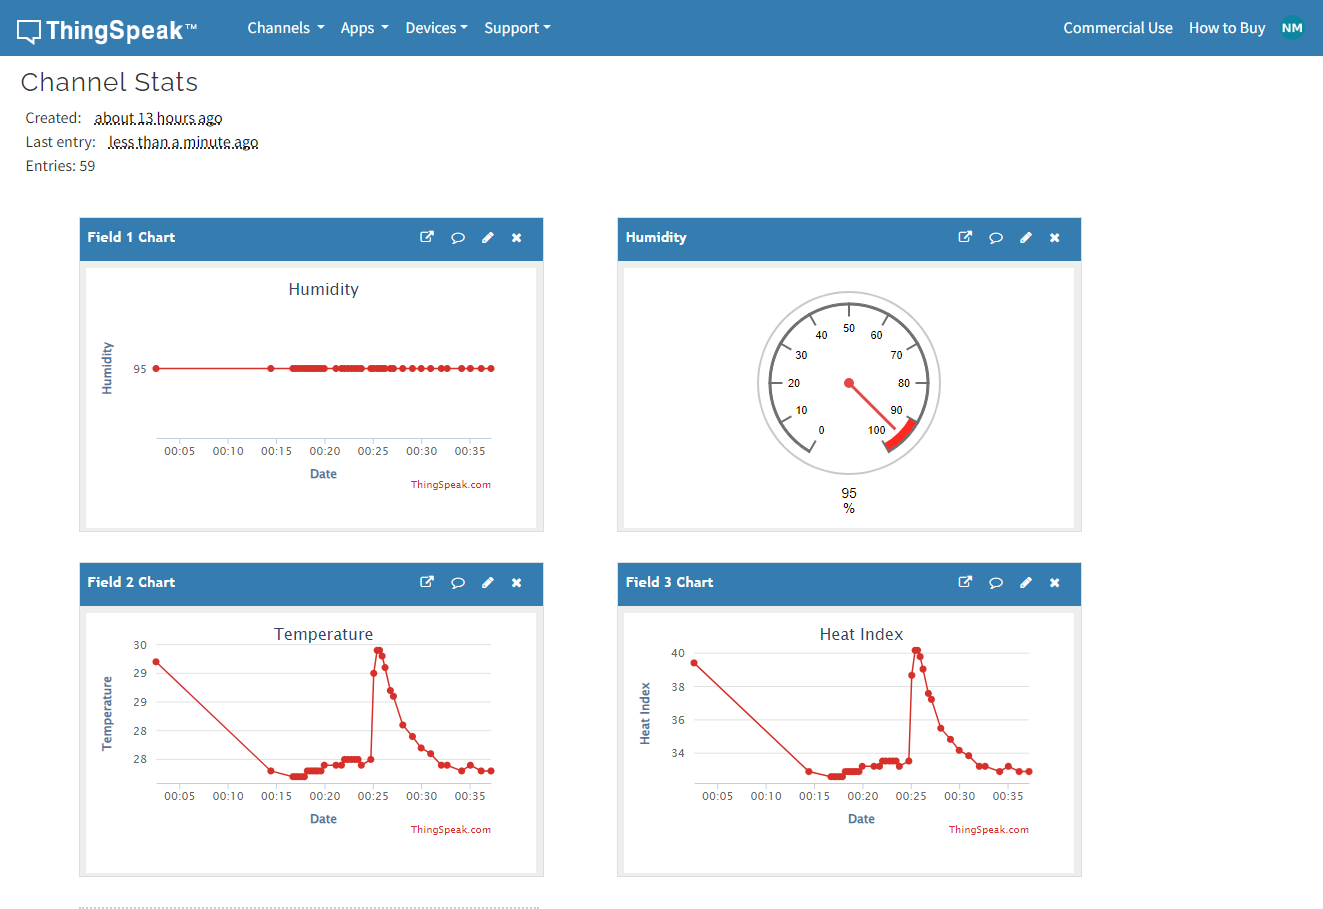 ThingSpeak™ Channels Apps Devices Support Commercial Use How to Buy NM
Channel Stats
Created: about 13 hours ago
Last entry: less than a minute ago
Entries: 59
Field 1 Chart
Humidity
Humidity
95
00:05 00:10 00:15 00:20 00:25 00:30 00:35
Date
ThingSpeak.com
Humidity
0 10 20 30 40 50 60 70 80 90 100
95
%
Field 2 Chart
Temperature
Temperature
30
29
29
28
28
00:05 00:10 00:15 00:20 00:25 00:30 00:35
Date
ThingSpeak.com
Field 3 Chart
Heat Index
Heat Index
40
38
36
34
00:05 00:10 00:15 00:20 00:25 00:30 00:35
Date
ThingSpeak.com